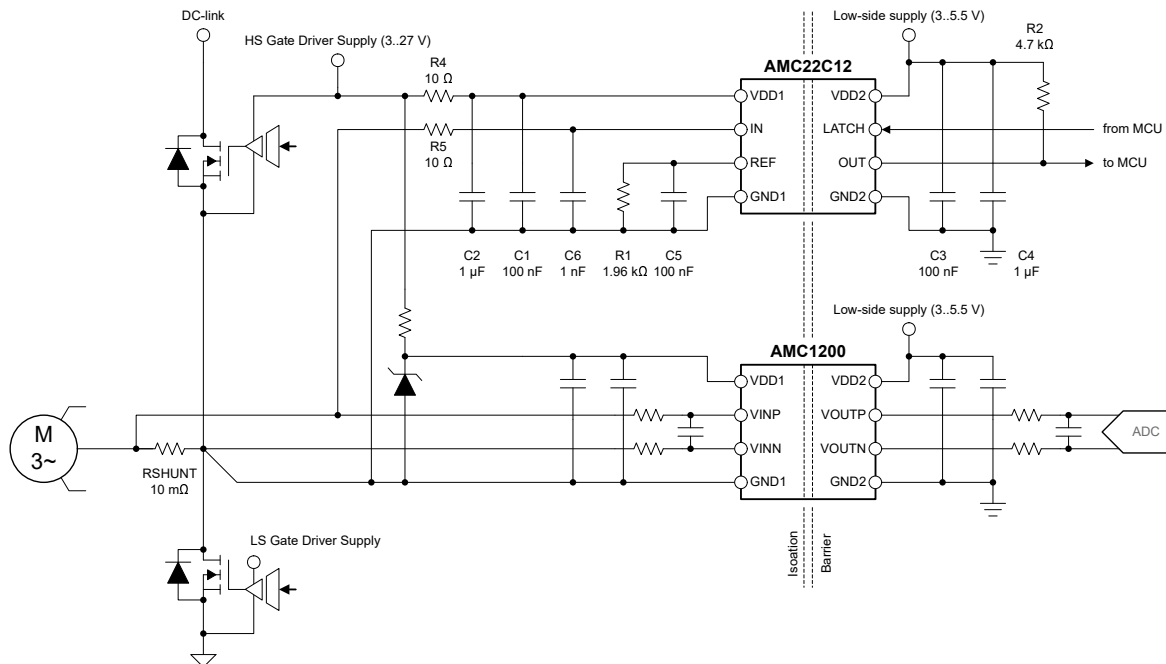 DC-link
HS Gate Driver Supply (3..27 V)
Low-side supply (3..5.5 V)
R2
4.7 kΩ
R4
10 Ω
AMC22C12
VDD1
VDD2
IN
LATCH
from MCU
R5
10 Ω
REF
OUT
to MCU
GND1
GND2
C2
1 µF
C1
100 nF
C6
1 nF
R1
1.96 kΩ
C5
100 nF
C3
100 nF
C4
1 µF
Low-side supply (3..5.5 V)
AMC1200
VDD1
VDD2
VINP
VOUTP
M
3~
ADC
VINN
VOUTN
RSHUNT
10 mΩ
GND1
GND2
LS Gate Driver Supply
Isoation
Barrier